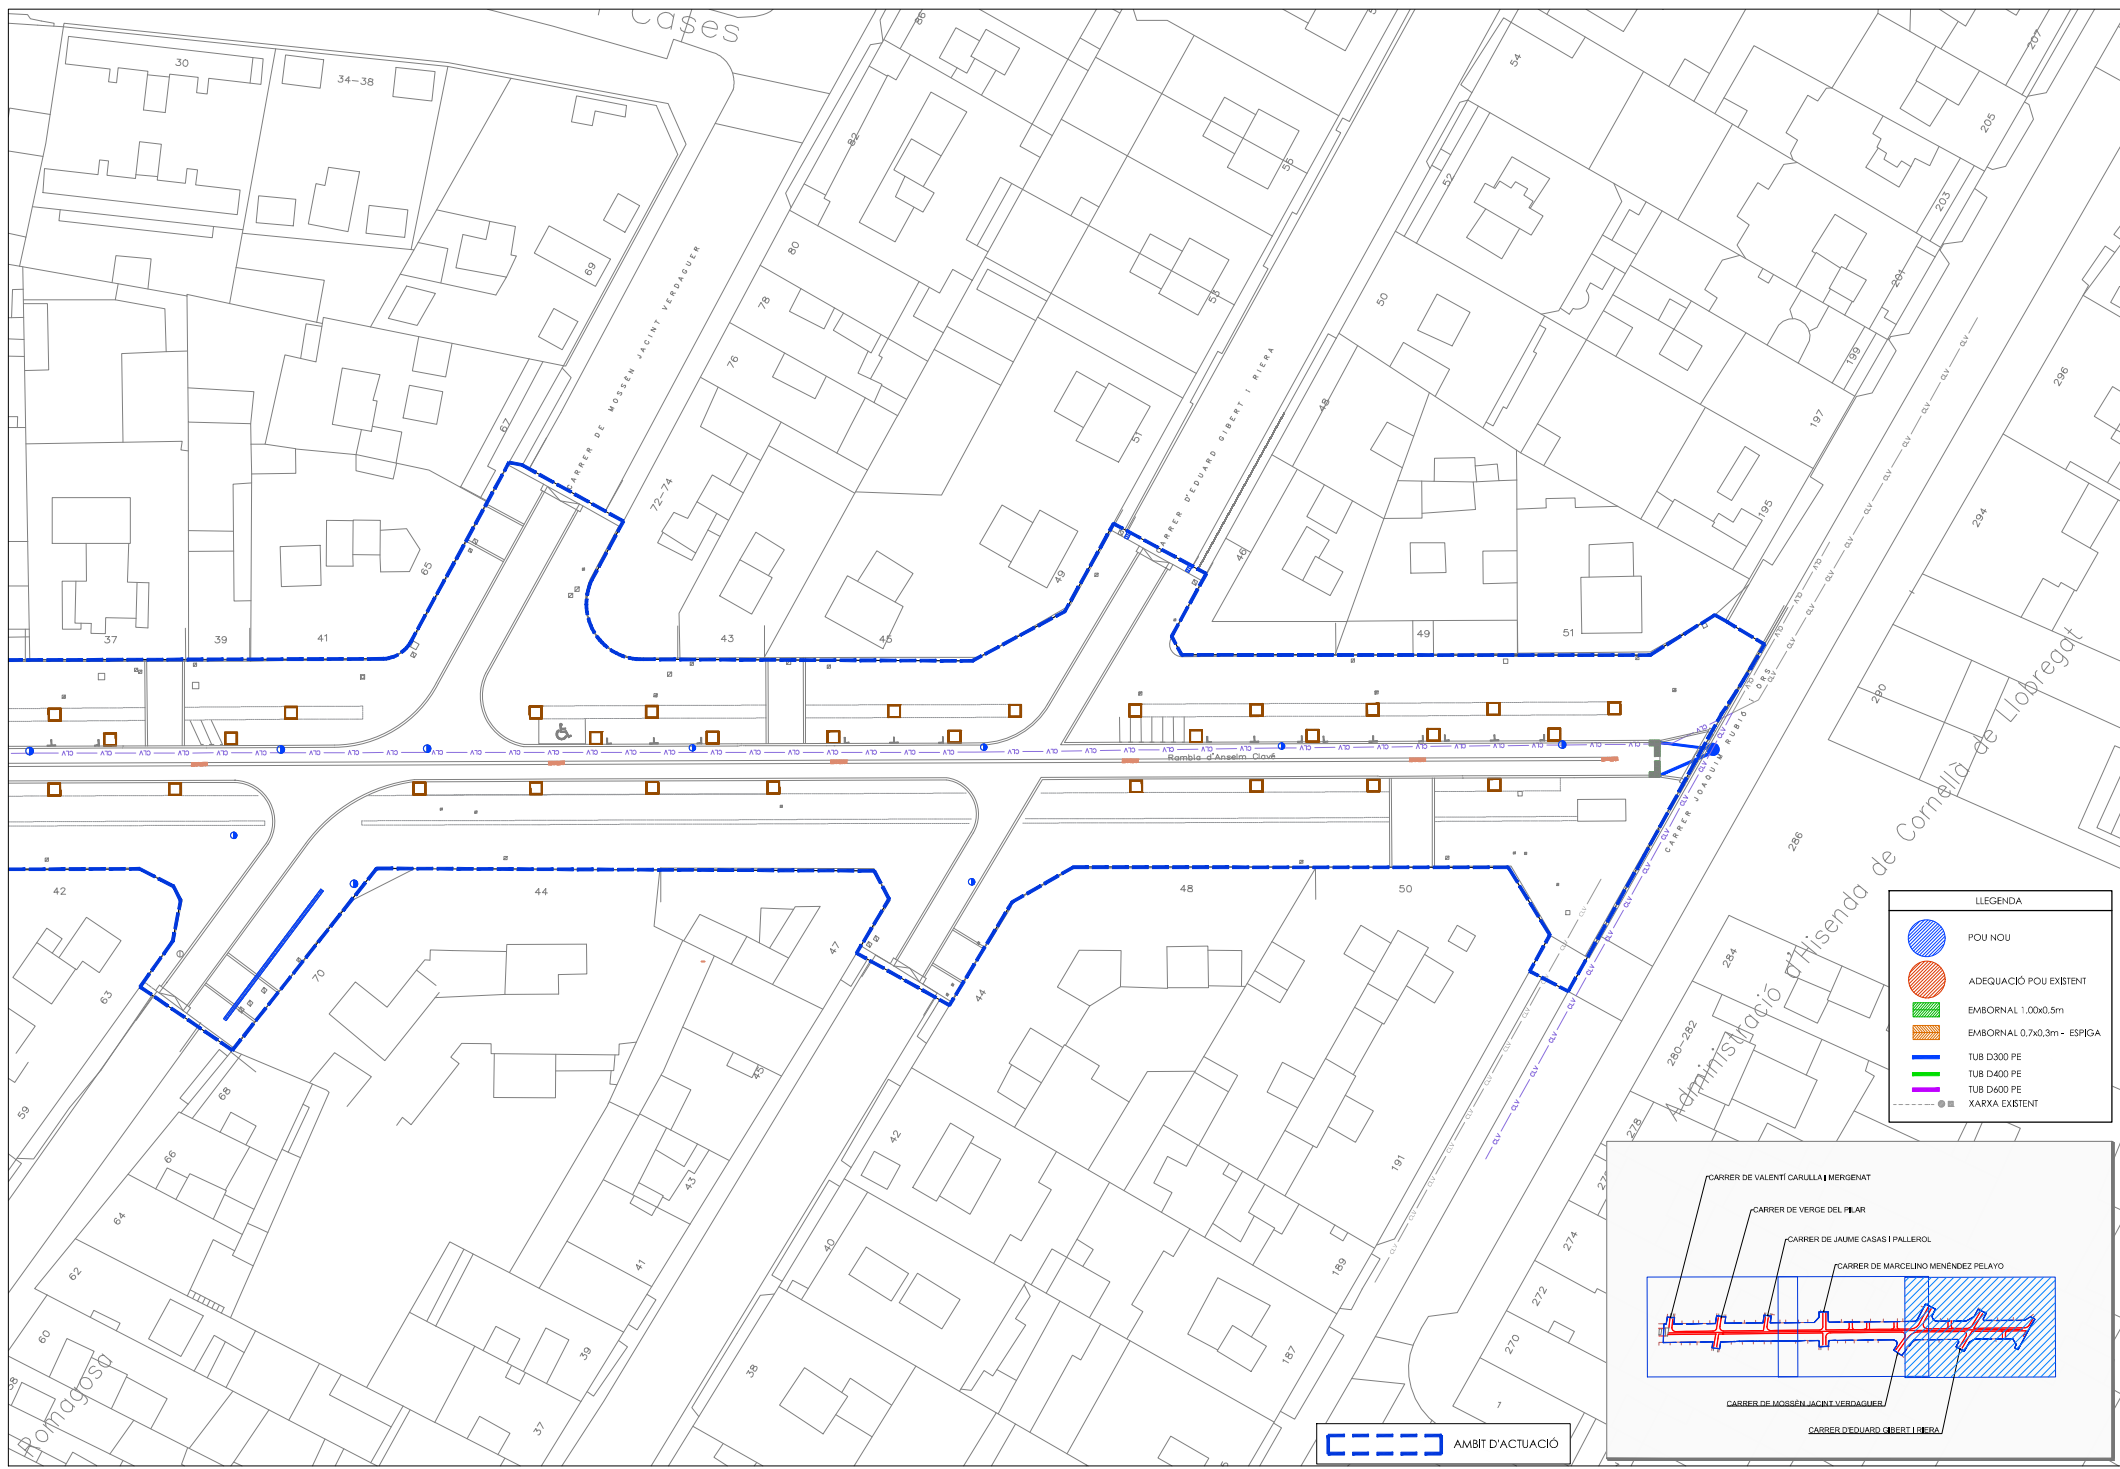 Cases
30
34-38
86
82
80
78
76
72-74
69
67
65
CARRER DE MOSSÈN JACINT VERDAGUER
55
53
51
49
CARRER D'EDUARD GIBERT I RIERA
54
52
50
48
46
207
205
203
201
199
197
195
296
294
290
286
284
280-282
278
274
272
270
37
39
41
43
45
49
51
Rambla d'Anselm Clavé
CLV
CARRER JOAQUIM RUBIÓ I ORS
Administració d'Hisenda de Cornellà de Llobregat
42
44
48
50
63
70
47
44
59
68
66
64
62
60
45
43
41
39
37
42
40
38
191
189
187
1
Romagosa
LLEGENDA
POU NOU
ADEQUACIÓ POU EXISTENT
EMBORNAL 1.00x0.5m
EMBORNAL 0,7x0,3m - ESPIGA
TUB D300 PE
TUB D400 PE
TUB D600 PE
XARXA EXISTENT
CARRER DE VALENTÍ CARULLA I MERGENAT
CARRER DE VERGE DEL PILAR
CARRER DE JAUME CASAS I PALLEROL
CARRER DE MARCELINO MENÉNDEZ PELAYO
CARRER DE MOSSÈN JACINT VERDAGUER
CARRER D'EDUARD GIBERT I RIERA
AMBIT D'ACTUACIÓ